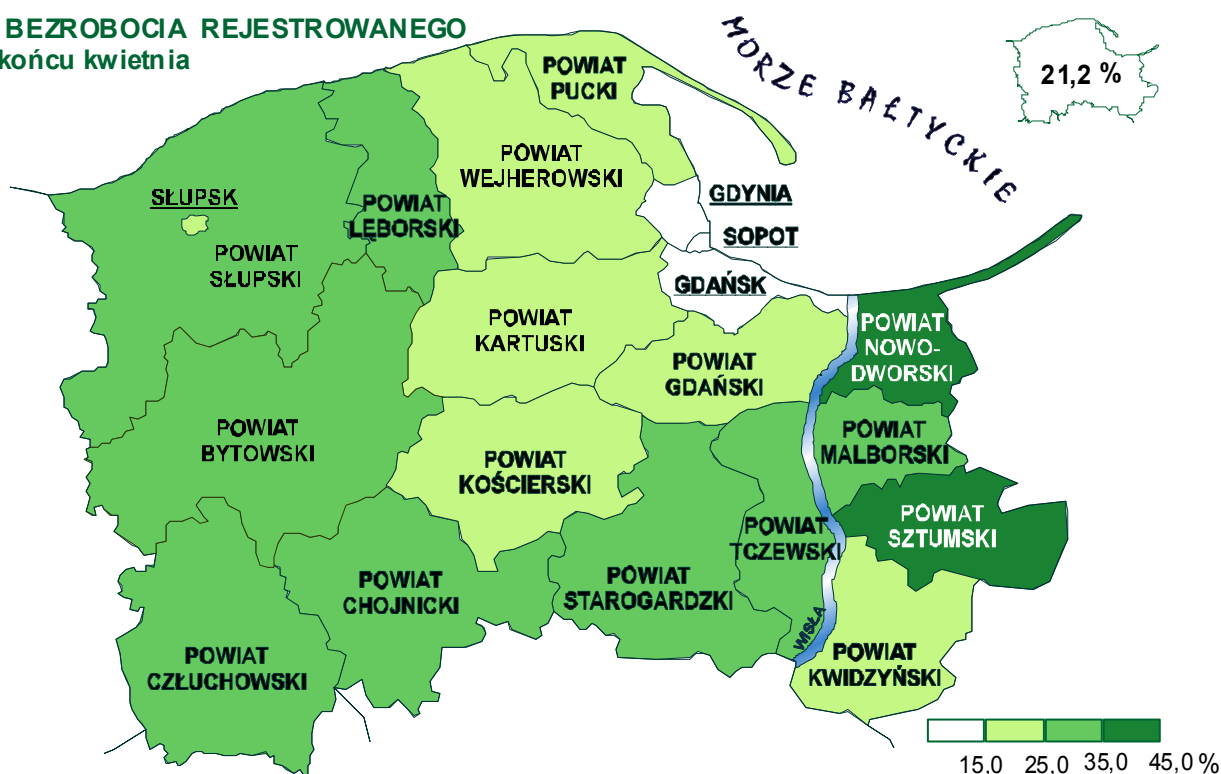 BEZROBOCIA REJESTROWANEGO
końcu kwietnia
MORZE BAŁTYCKIE
21,2 %
POWIAT
PUCKI
POWIAT
WEJHEROWSKI
GDYNIA
SOPOT
GDAŃSK
SŁUPSK
POWIAT
SŁUPSKI
POWIAT
LĘBORSKI
POWIAT
KARTUSKI
POWIAT
GDAŃSKI
POWIAT
NOWO-
DWORSKI
POWIAT
BYTOWSKI
POWIAT
KOŚCIERSKI
POWIAT
MALBORSKI
POWIAT
SZTUMSKI
POWIAT
TCZEWSKI
POWIAT
STAROGARDZKI
POWIAT
CHOJNICKI
POWIAT
CZŁUCHOWSKI
WISŁA
POWIAT
KWIDZYŃSKI
15,0 25,0 35,0 45,0 %